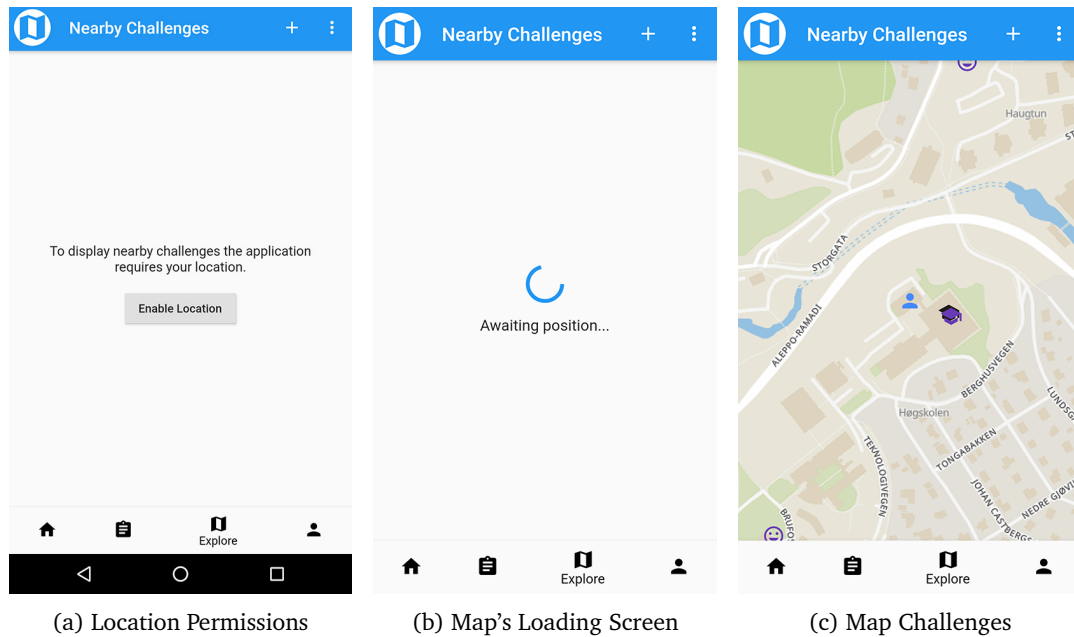 Nearby Challenges
To display nearby challenges the application
requires your location.
Enable Location
Explore
(a) Location Permissions
Nearby Challenges
Awaiting position...
Explore
(b) Map's Loading Screen
Nearby Challenges
Haugtun
STORGATA
ALEPPO-RAMADI
BERGHUSVEGEN
LUNDSG
Høgskolen
TONGABAKKEN
TEKNOLOGIVEGEN
JOHAN CASTBERGS
NEDRE GJØVI
BRUFOS
Explore
(c) Map Challenges